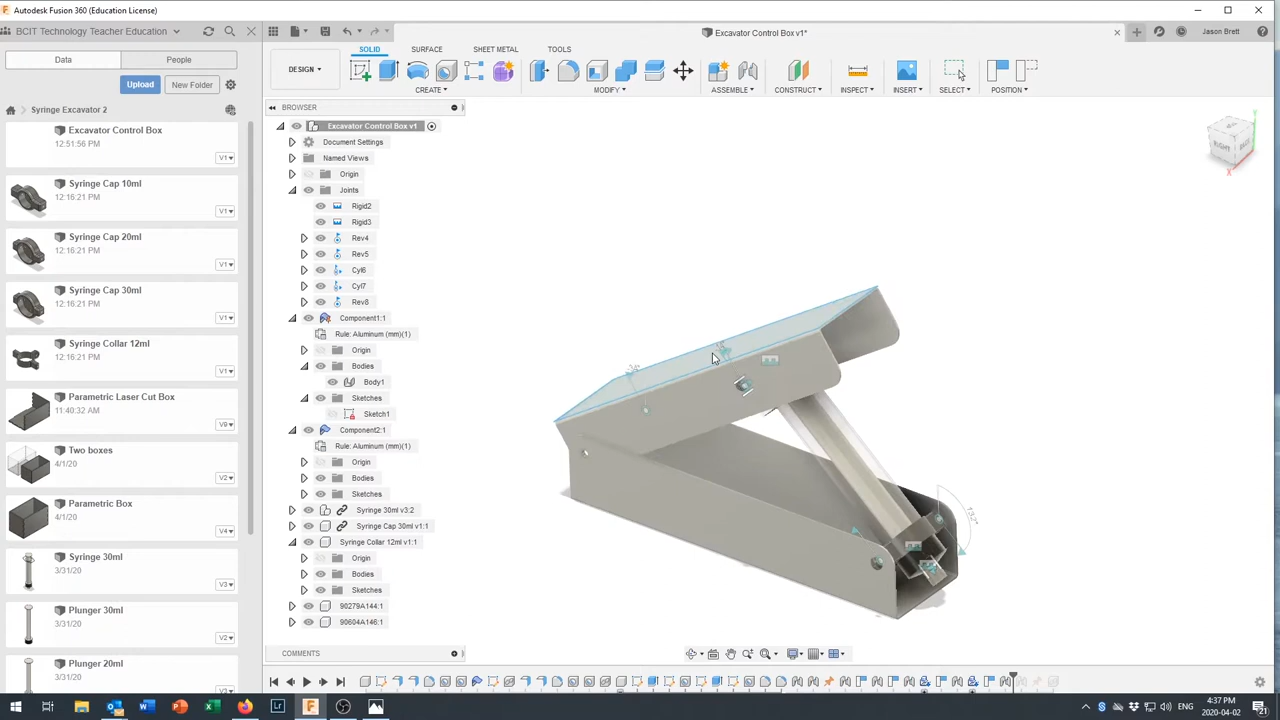 Autodesk Fusion 360 (Education License)
BCIT Technology Teacher Education
Excavator Control Box v1*
Jason Brett
Data
People
Upload
New Folder
Syringe Excavator 2
Excavator Control Box
12:51:56 PM
V1
Syringe Cap 10ml
12:16:21 PM
V1
Syringe Cap 20ml
12:16:21 PM
V1
Syringe Cap 30ml
12:16:21 PM
V1
Syringe Collar 12ml
12:16:21 PM
V1
Parametric Laser Cut Box
11:40:32 AM
V9
Two boxes
4/1/20
V2
Parametric Box
4/1/20
V4
Syringe 30ml
3/31/20
V3
Plunger 30ml
3/31/20
V2
Plunger 20ml
3/31/20
SOLID
SURFACE
SHEET METAL
TOOLS
DESIGN
CREATE
MODIFY
ASSEMBLE
CONSTRUCT
INSPECT
INSERT
SELECT
POSITION
BROWSER
Excavator Control Box v1
Document Settings
Named Views
Origin
Joints
Rigid2
Rigid3
Rev4
Rev5
Cyl6
Cyl7
Rev8
Component1:1
Rule: Aluminum (mm)(1)
Origin
Bodies
Body1
Sketches
Sketch1
Component2:1
Rule: Aluminum (mm)(1)
Origin
Bodies
Sketches
Syringe 30ml v3:2
Syringe Cap 30ml v1:1
Syringe Collar 12ml v1:1
Origin
Bodies
Sketches
90279A144:1
90604A146:1
COMMENTS
RIGHT
BACK
Y
X
ENG
4:37 PM
2020-04-02
21